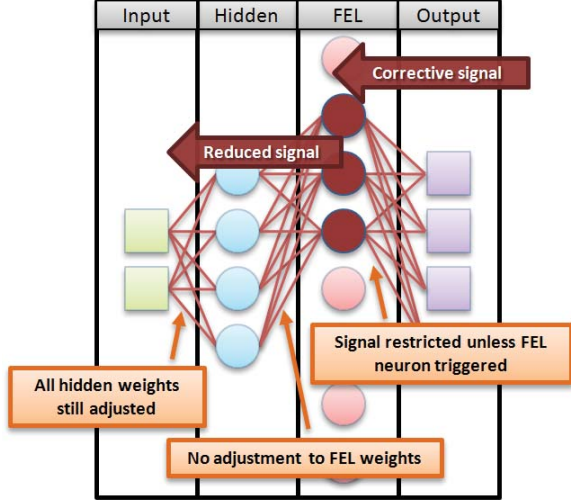 Input
Hidden
FEL
Output
Corrective signal
Reduced signal
Signal restricted unless FEL
neuron triggered
All hidden weights
still adjusted
No adjustment to FEL weights